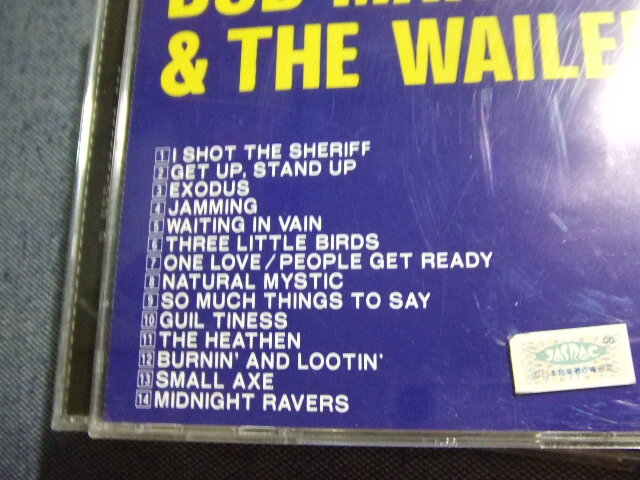 BOB MAR
& THE WAILE
1 I SHOT THE SHERIFF
2 GET UP, STAND UP
3 EXODUS
4 JAMMING
5 WAITING IN VAIN
6 THREE LITTLE BIRDS
7 ONE LOVE/PEOPLE GET READY
8 NATURAL MYSTIC
9 SO MUCH THINGS TO SAY
10 GUIL TINESS
11 THE HEATHEN
12 BURNIN' AND LOOTIN'
13 SMALL AXE
14 MIDNIGHT RAVERS
JASRAC